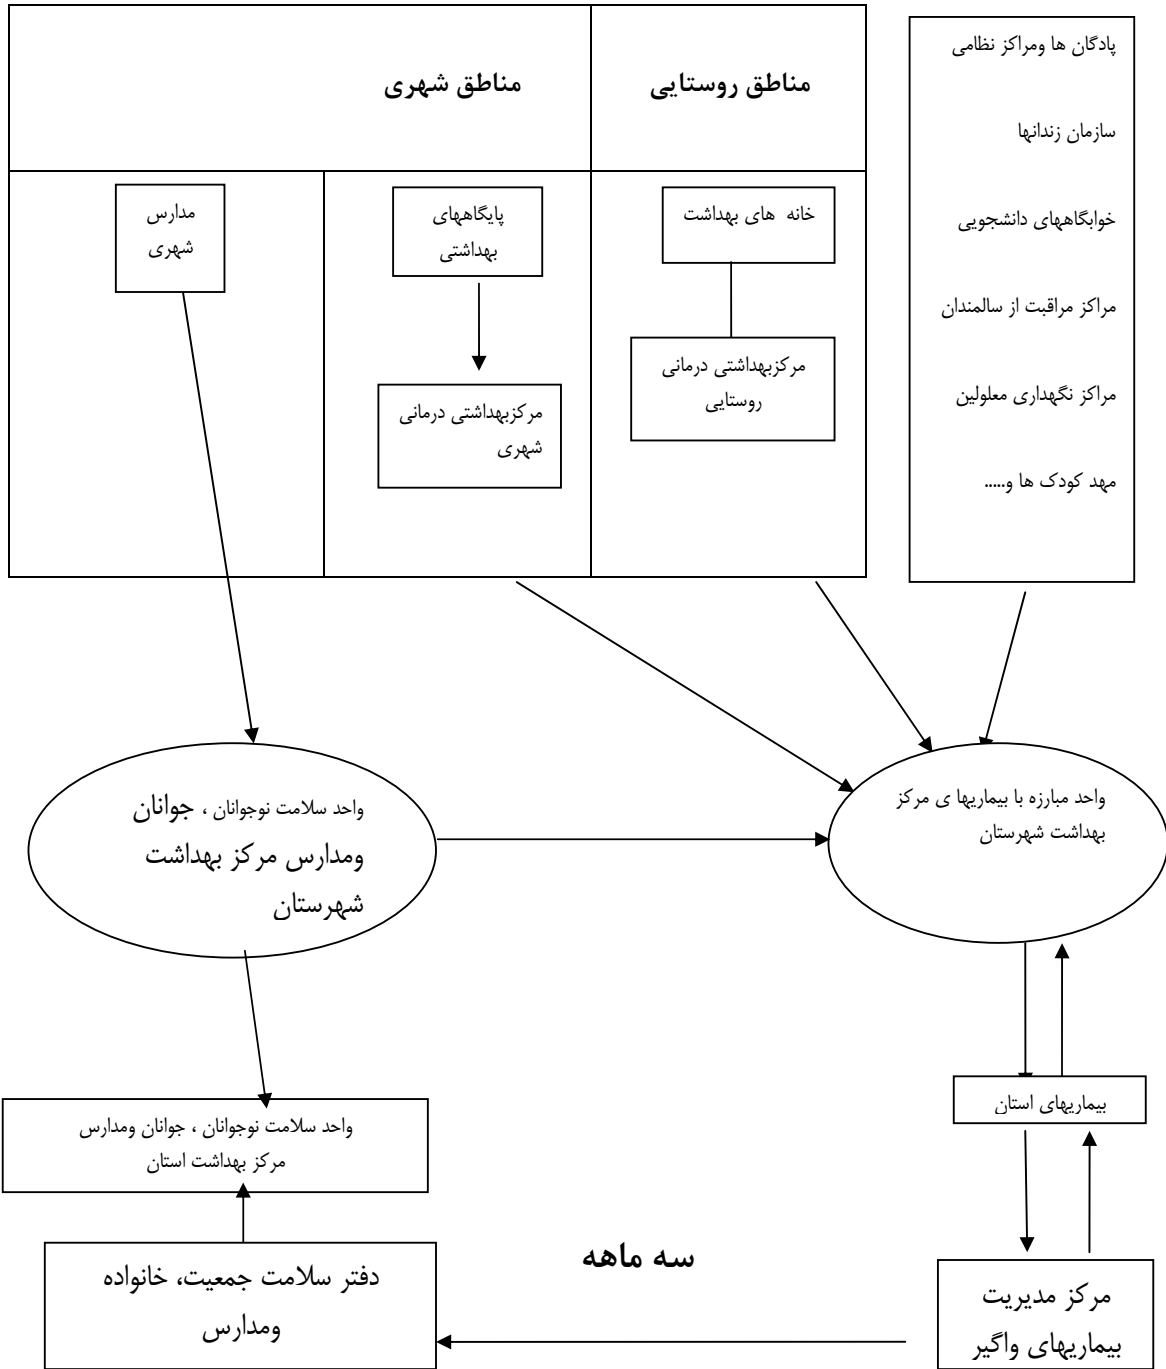 پادگان ها ومراکز نظامی
سازمان زندانها
خوابگاههای دانشجویی
مراکز مراقبت از سالمندان
مراکز نگهداری معلولین
مهد کودک ها و.....
مناطق روستایی
مناطق شهری
خانه های بهداشت
مرکزبهداشتی درمانی
روستایی
پایگاههای
بهداشتی
مرکزبهداشتی درمانی
شهری
مدارس
شهری
واحد مبارزه با بیماریها ی مرکز
بهداشت شهرستان
واحد سلامت نوجوانان ، جوانان
ومدارس مرکز بهداشت
شهرستان
بیماریهای استان
واحد سلامت نوجوانان ، جوانان ومدارس
مرکز بهداشت استان
مرکز مدیریت
بیماریهای واگیر
سه ماهه
دفتر سلامت جمعیت، خانواده
ومدارس